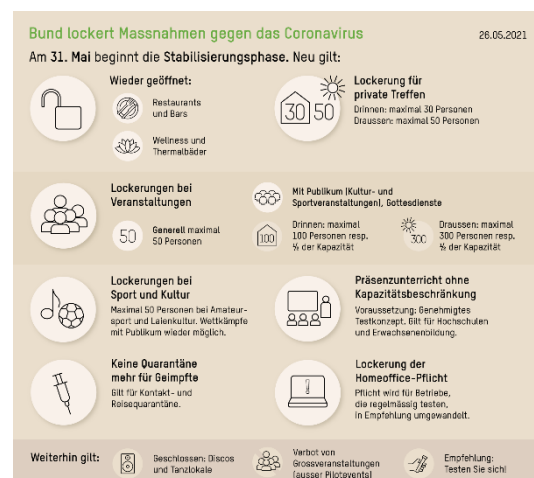 Bund lockert Massnahmen gegen das Coronavirus
26.05.2021
Am 31. Mai beginnt die Stabilisierungsphase. Neu gilt:
Wieder geöffnet:
Restaurants
und Bars
Wellness und
Thermalbäder
30 50
Lockerung für
private Treffen
Drinnen: maximal 30 Personen
Draussen: maximal 50 Personen
Lockerungen bei
Veranstaltungen
50
Generell maximal
50 Personen
Mit Publikum (Kultur- und
Sportveranstaltungen), Gottesdienste
100
Drinnen: maximal
100 Personen resp.
der Kapazität
300
Draussen: maximal
300 Personen resp.
der Kapazität
Lockerungen bei
Sport und Kultur
Maximal 50 Personen bei Amateur-
sport und Laienkultur. Wettkämpfe
mit Publikum wieder möglich.
Präsenzunterricht ohne
Kapazitätsbeschränkung
Voraussetzung: Genehmigtes
Testkonzept. Gilt für Hochschulen
und Erwachsenenbildung.
Keine Quarantäne
mehr für Geimpfte
Gilt für Kontakt- und
Reisequarantäne.
Lockerung der
Homeoffice-Pflicht
Pflicht wird für Betriebe,
die regelmässig testen,
in Empfehlung umgewandelt.
Weiterhin gilt:
Geschlossen: Discos
und Tanzlokale
Verbot von
Grossveranstaltungen
(ausser Pilotevents)
Empfehlung:
Testen Sie sich!